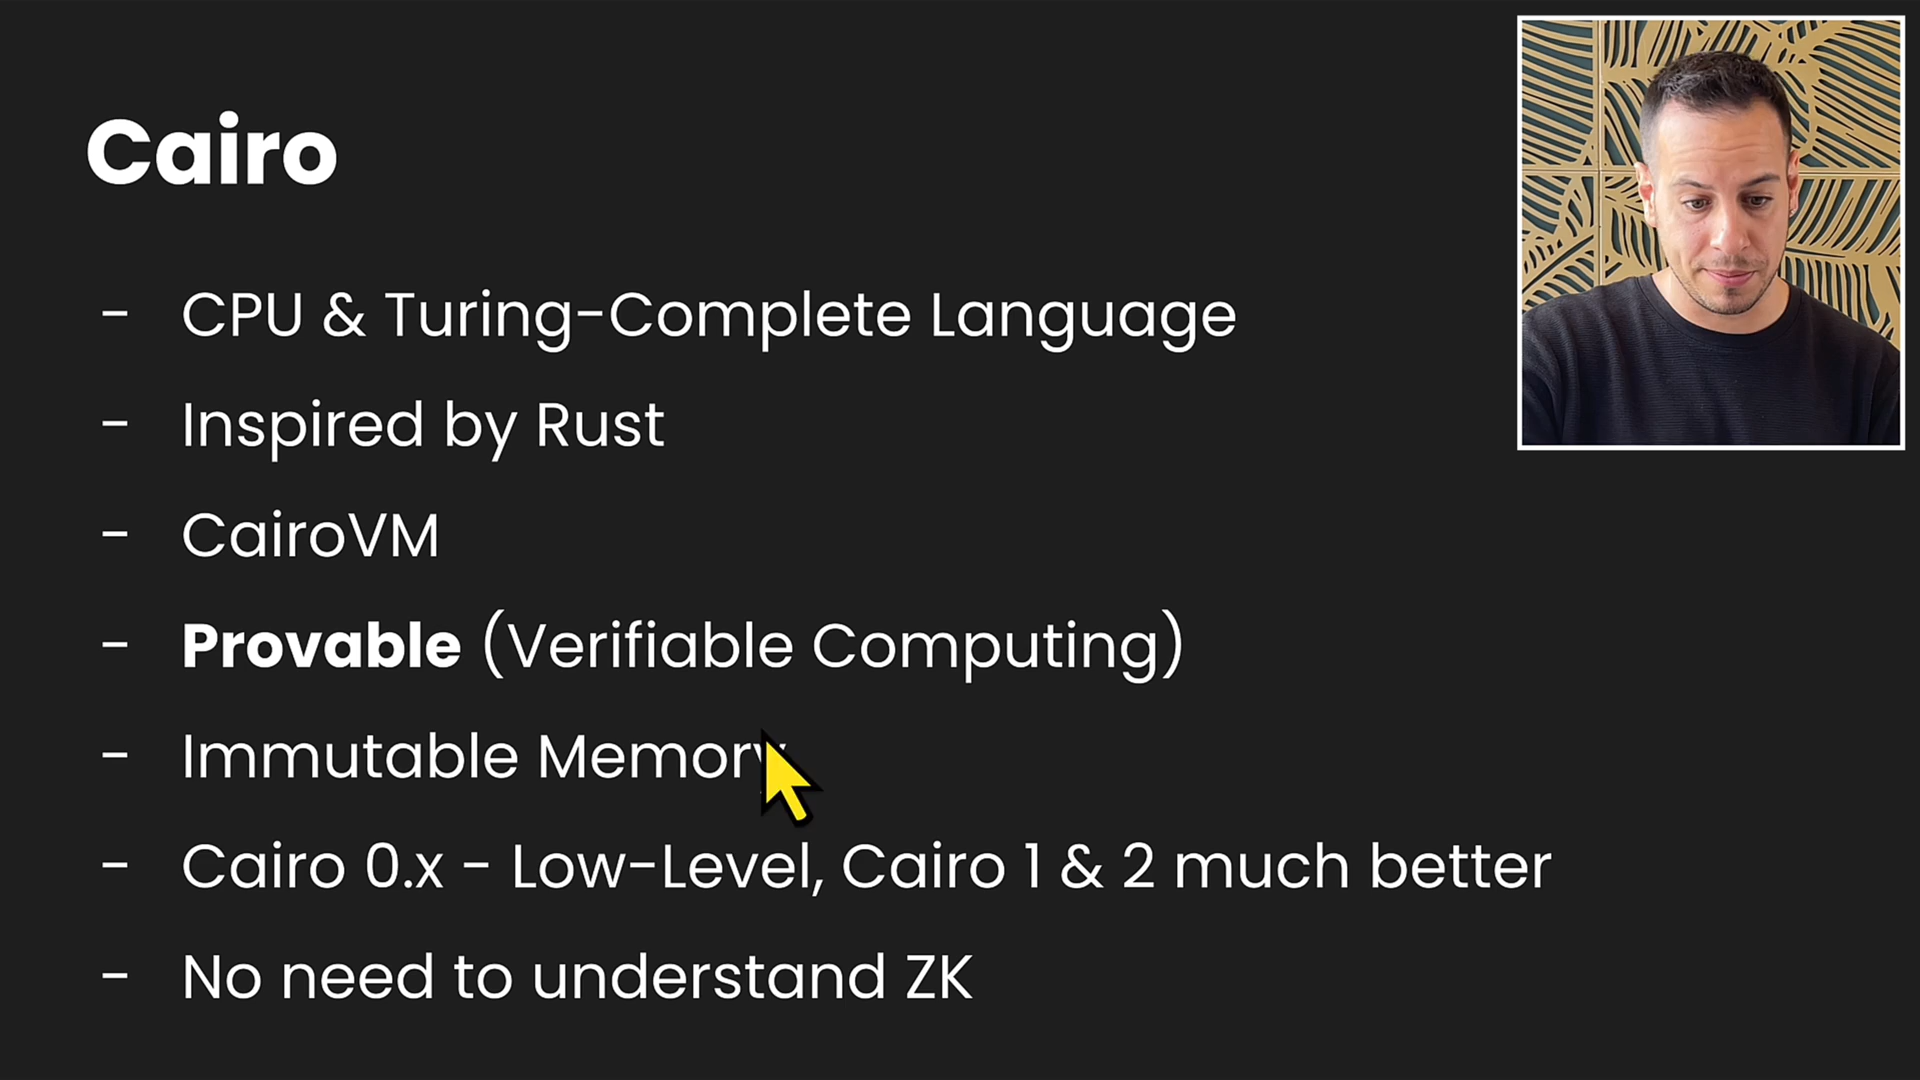 Cairo
- CPU & Turing-Complete Language
- Inspired by Rust
- CairoVM
- Provable (Verifiable Computing)
- Immutable Memory
- Cairo 0.x - Low-Level, Cairo 1 & 2 much better
- No need to understand ZK